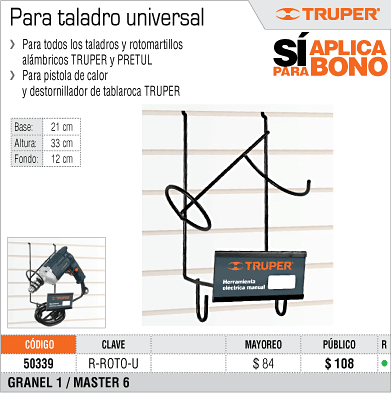 Para taladro universal
TRUPER
Para todos los taladros y rotomartillos
alámbricos TRUPER y PRETUL
Para pistola de calor
y destornillador de tablaroca TRUPER
SÍ APLICA
PARA BONO
Base: 21 cm
Altura: 33 cm
Fondo: 12 cm
TRUPER
Herramienta
eléctrica manual
CÓDIGO CLAVE MAYOREO PÚBLICO R
50339 R-ROTO-U $ 84 $ 108
GRANEL 1 / MASTER 6